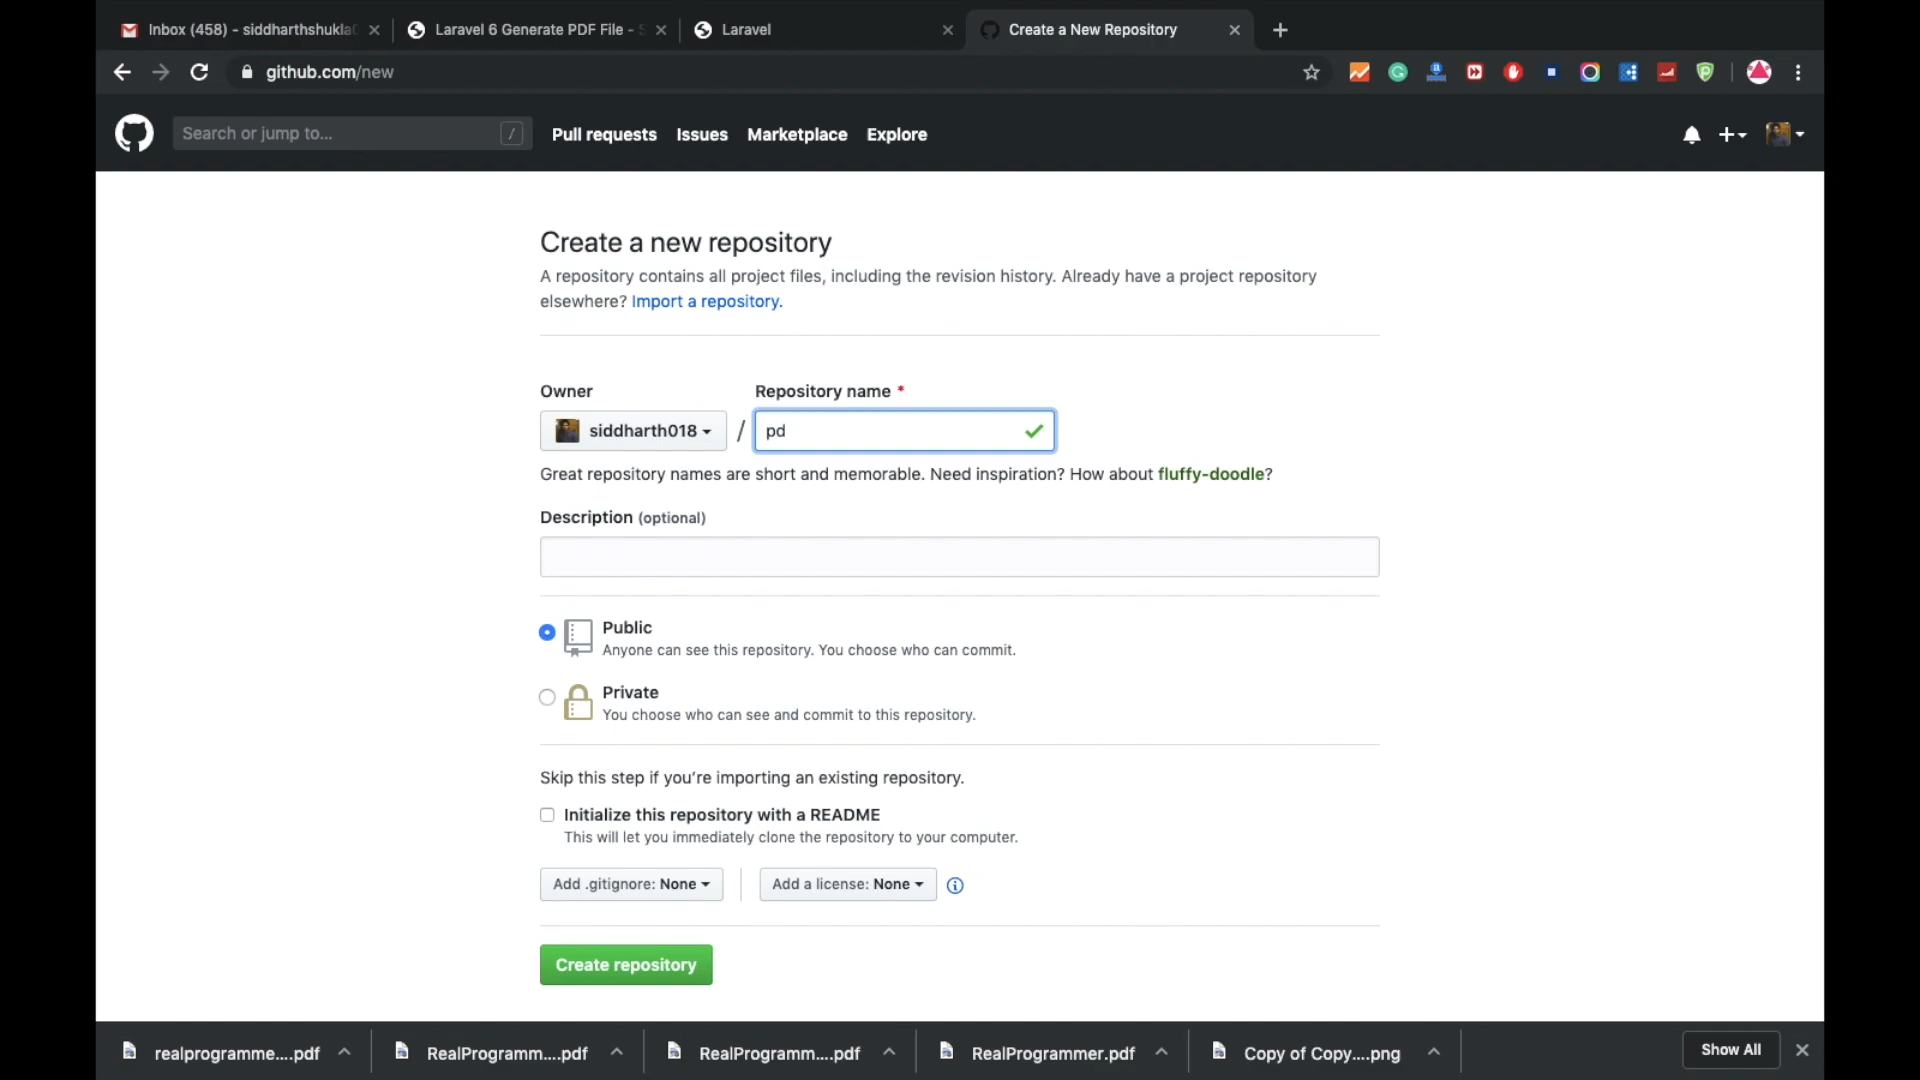 Inbox (458) - siddharthshukla
Laravel 6 Generate PDF File -
Laravel
Create a New Repository
github.com/new
Search or jump to...
/
Pull requests
Issues
Marketplace
Explore
Create a new repository
A repository contains all project files, including the revision history. Already have a project repository
elsewhere? Import a repository.
Owner
Repository name *
siddharth018
/
pd
Great repository names are short and memorable. Need inspiration? How about fluffy-doodle?
Description (optional)
Public
Anyone can see this repository. You choose who can commit.
Private
You choose who can see and commit to this repository.
Skip this step if you’re importing an existing repository.
Initialize this repository with a README
This will let you immediately clone the repository to your computer.
Add .gitignore: None
Add a license: None
Create repository
realprogramme....pdf
RealProgramm....pdf
RealProgramm....pdf
RealProgrammer.pdf
Copy of Copy....png
Show All